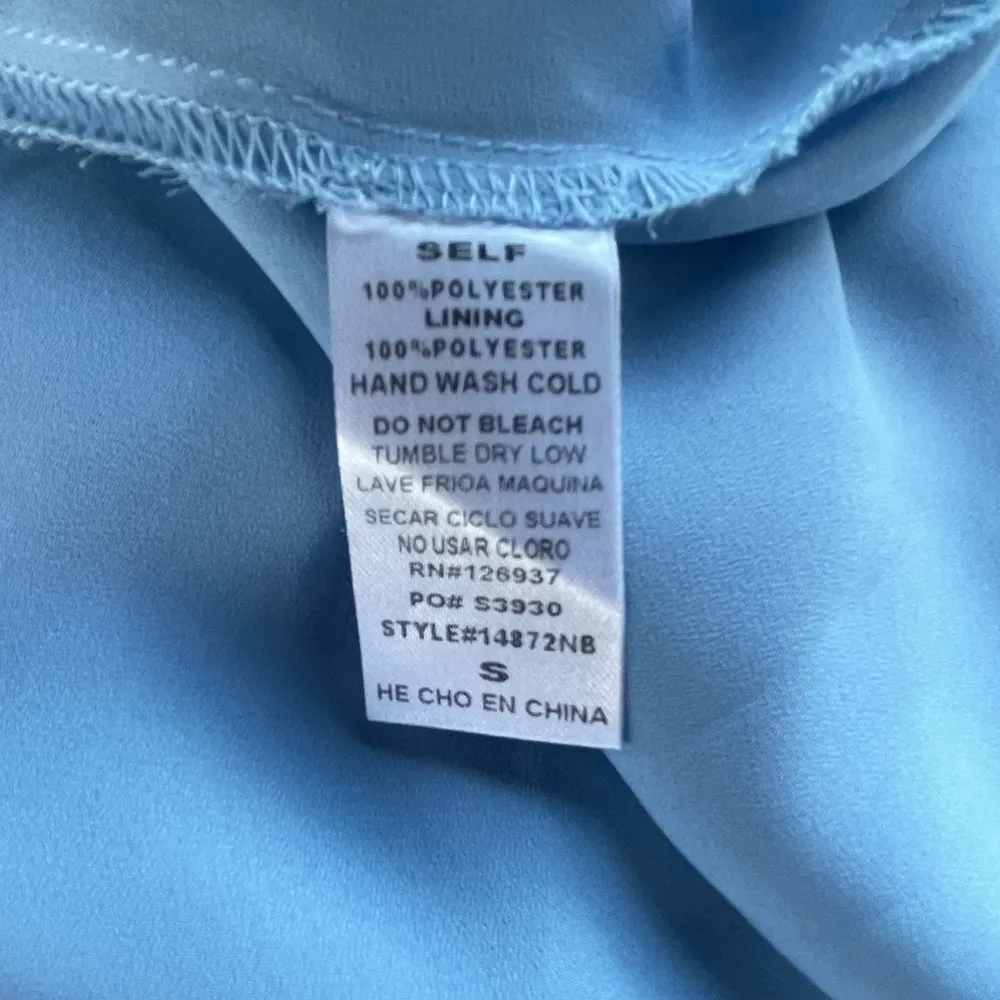 SELF
100%POLYESTER
LINING
100%POLYESTER
HAND WASH COLD
DO NOT BLEACH
TUMBLE DRY LOW
LAVE FRIOA MAQUINA
SECAR CICLO SUAVE
NO USAR CLORO
RN#126937
PO# S3930
STYLE#14872NB
S
HE CHO EN CHINA